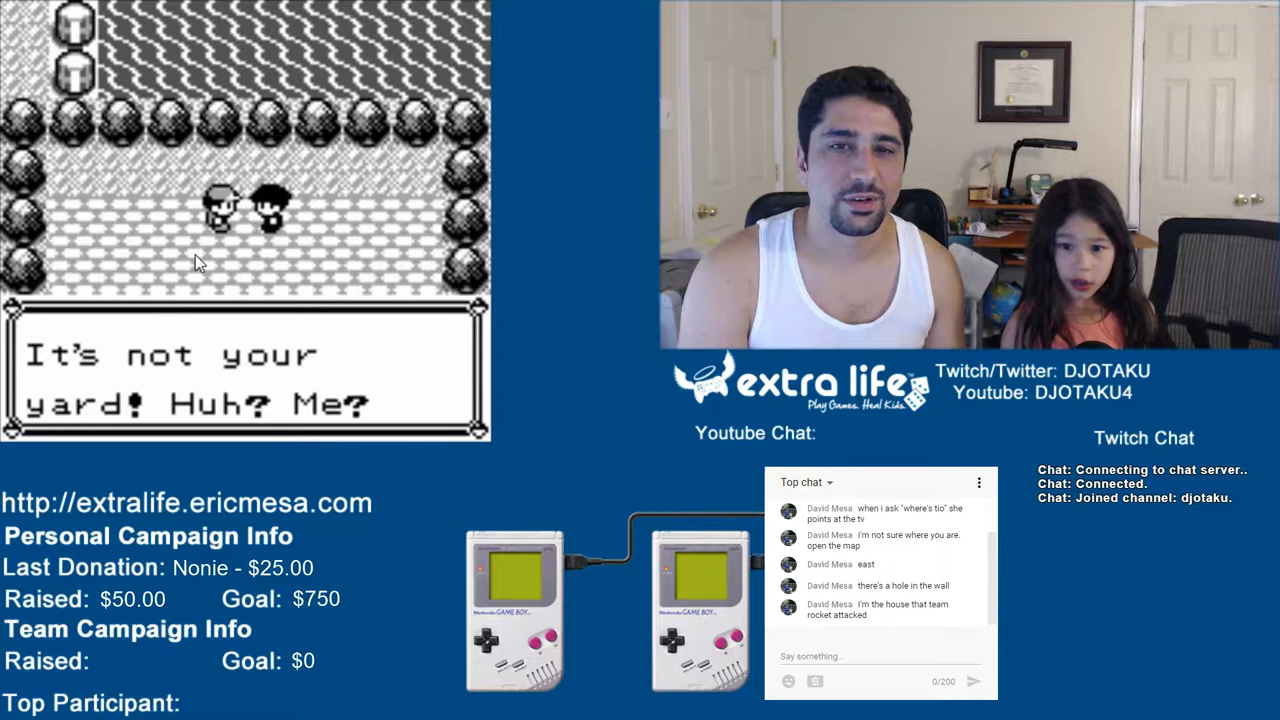 It's not your
yard! Huh? Me?
extra life
Play Games. Heal Kids.
Twitch/Twitter: DJOTAKU
Youtube: DJOTAKU4
Youtube Chat:
Twitch Chat
Chat: Connecting to chat server..
Chat: Connected.
Chat: Joined channel: djotaku.
Top chat
David Mesa when i ask "where's tio" she
points at the tv
David Mesa I'm not sure where you are.
open the map
David Mesa east
David Mesa there's a hole in the wall
David Mesa I'm the house that team
rocket attacked
Say something...
0/200
http://extralife.ericmesa.com
Personal Campaign Info
Last Donation: Nonie - $25.00
Raised: $50.00 Goal: $750
Team Campaign Info
Raised: Goal: $0
Top Participant:
Nintendo GAME BOY
Nintendo GAME BOY